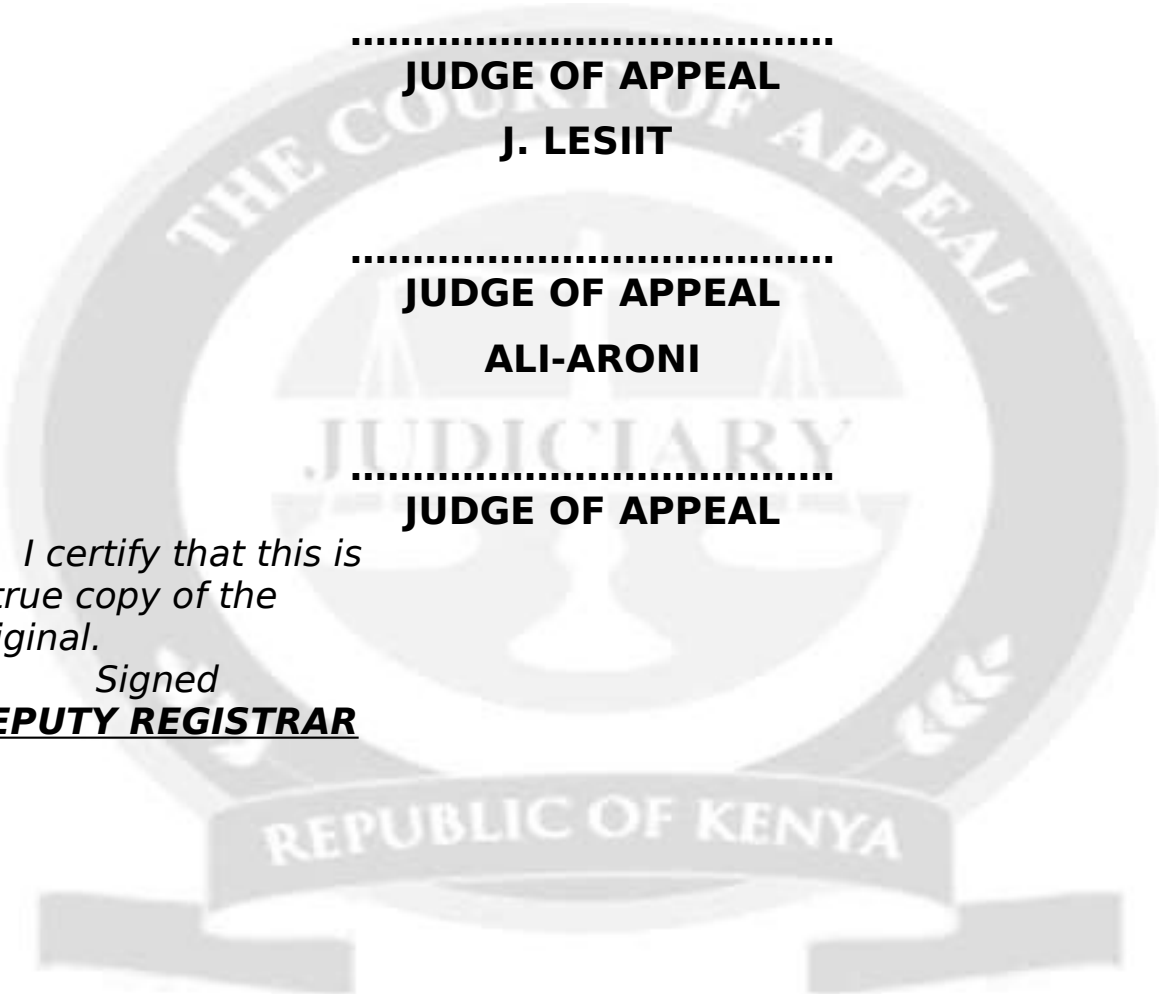 ........................................
JUDGE OF APPEAL
J. LESIIT
........................................
JUDGE OF APPEAL
ALI-ARONI
........................................
JUDGE OF APPEAL
I certify that this is
true copy of the
iginal.
Signed
EPUTY REGISTRAR
THE COURT OF APPEAL
JUDICIARY
REPUBLIC OF KENYA